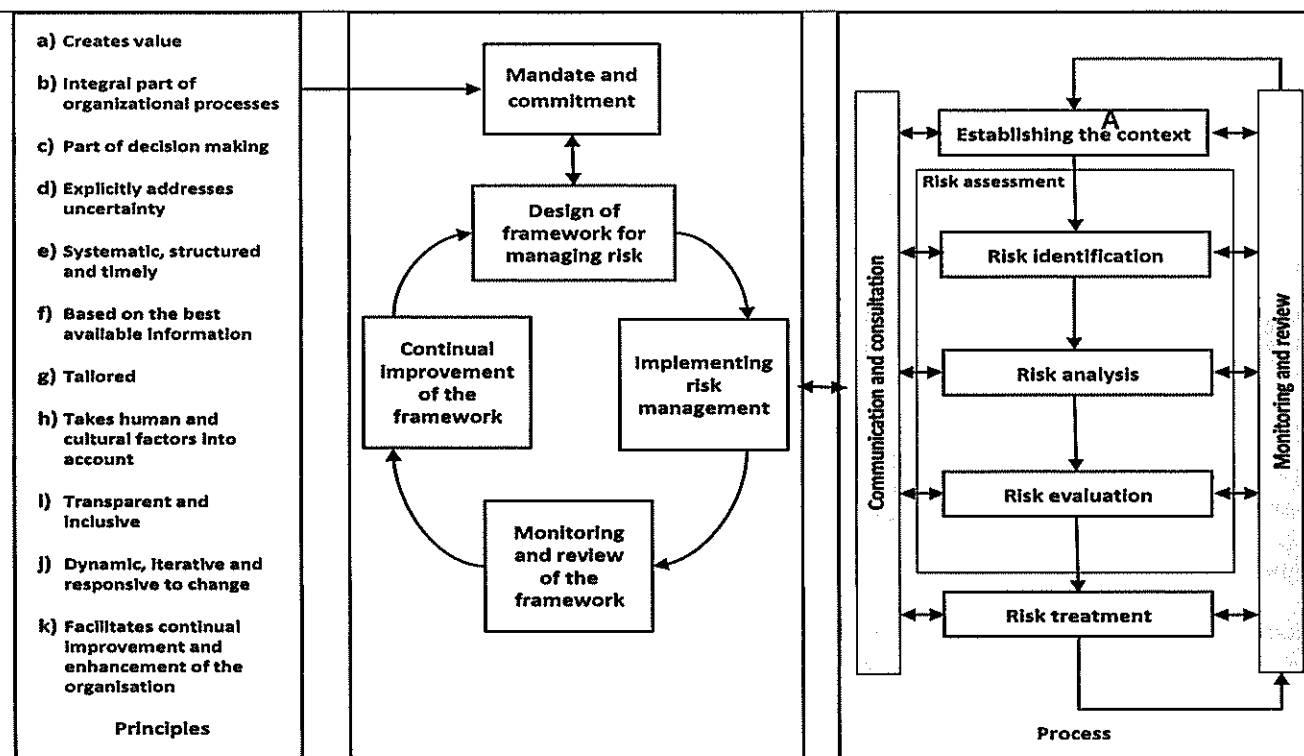 a) Creates value
b) Integral part of
organizational processes
c) Part of decision making
d) Explicitly addresses
uncertainty
e) Systematic, structured
and timely
f) Based on the best
available information
g) Tailored
h) Takes human and
cultural factors into
account
i) Transparent and
inclusive
j) Dynamic, iterative and
responsive to change
k) Facilitates continual
improvement and
enhancement of the
organisation
Principles
Mandate and
commitment
Design of
framework for
managing risk
Continual
improvement
of the
framework
Implementing
risk
management
Monitoring
and review
of the
framework
Communication and consultation
A
Establishing the context
Risk assessment
Risk identification
Risk analysis
Risk evaluation
Risk treatment
Monitoring and review
Process